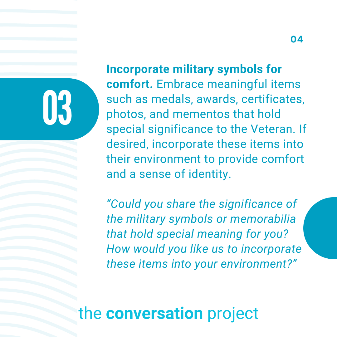 04
03
Incorporate military symbols for
comfort. Embrace meaningful items
such as medals, awards, certificates,
photos, and mementos that hold
special significance to the Veteran. If
desired, incorporate these items into
their environment to provide comfort
and a sense of identity.
"Could you share the significance of
the military symbols or memorabilia
that hold special meaning for you?
How would you like us to incorporate
these items into your environment?"
the conversation project